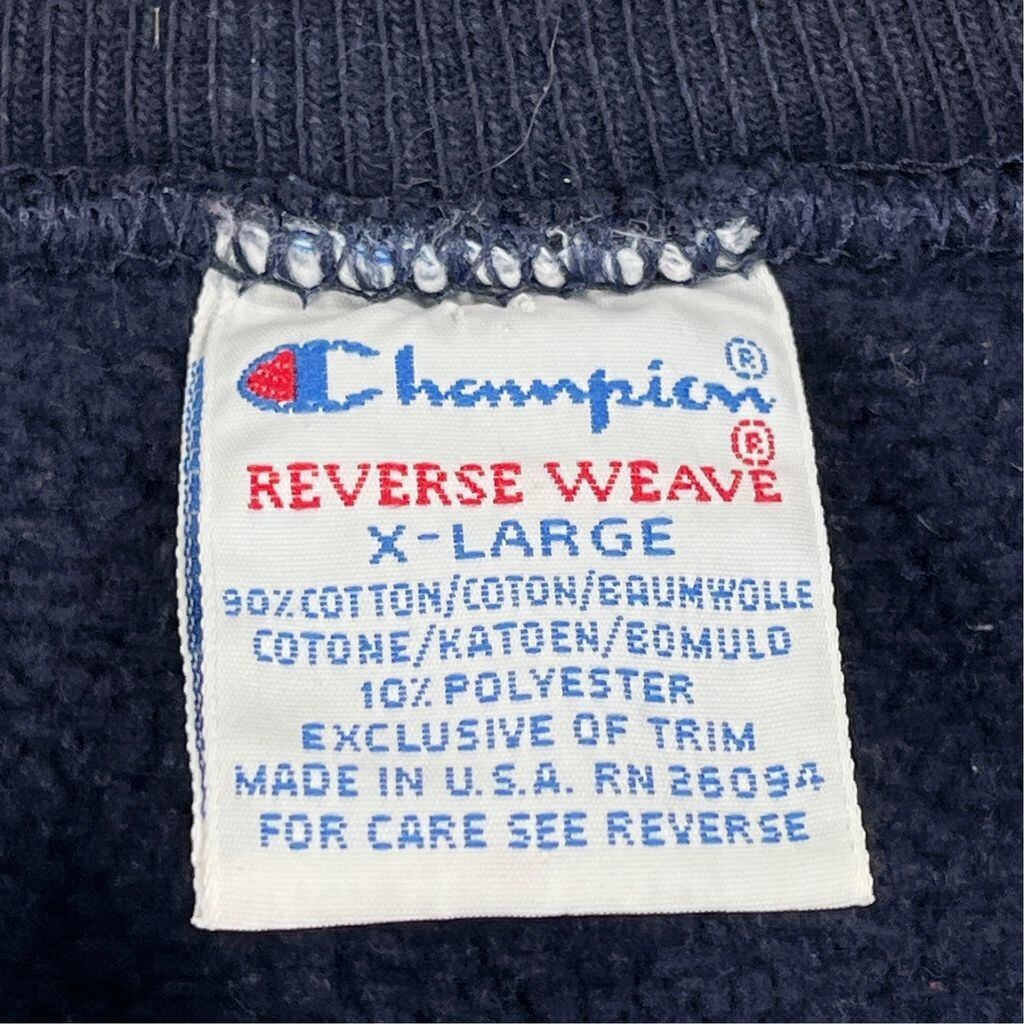 Champion®
REVERSE WEAVE®
X-LARGE
90% COTTON/COTON/BAUMWOLLE
COTONE/KATOEN/BOMULD
10% POLYESTER
EXCLUSIVE OF TRIM
MADE IN U.S.A. RN 26094
FOR CARE SEE REVERSE